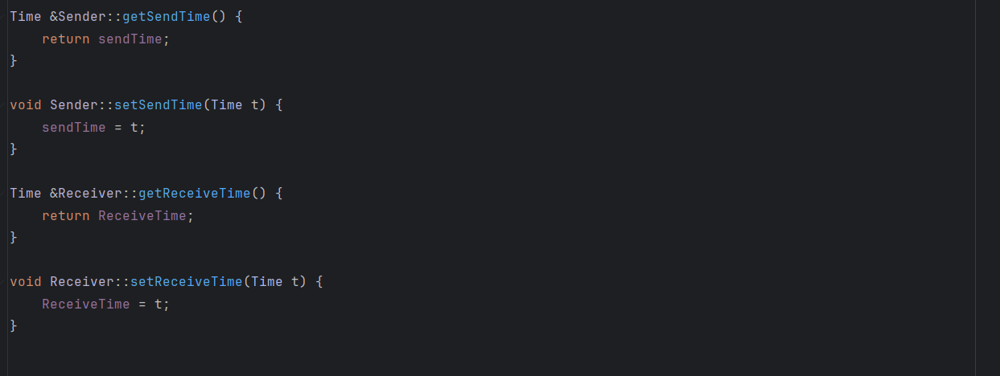 Time &Sender::getSendTime() {
    return sendTime;
}

void Sender::setSendTime(Time t) {
    sendTime = t;
}

Time &Receiver::getReceiveTime() {
    return ReceiveTime;
}

void Receiver::setReceiveTime(Time t) {
    ReceiveTime = t;
}